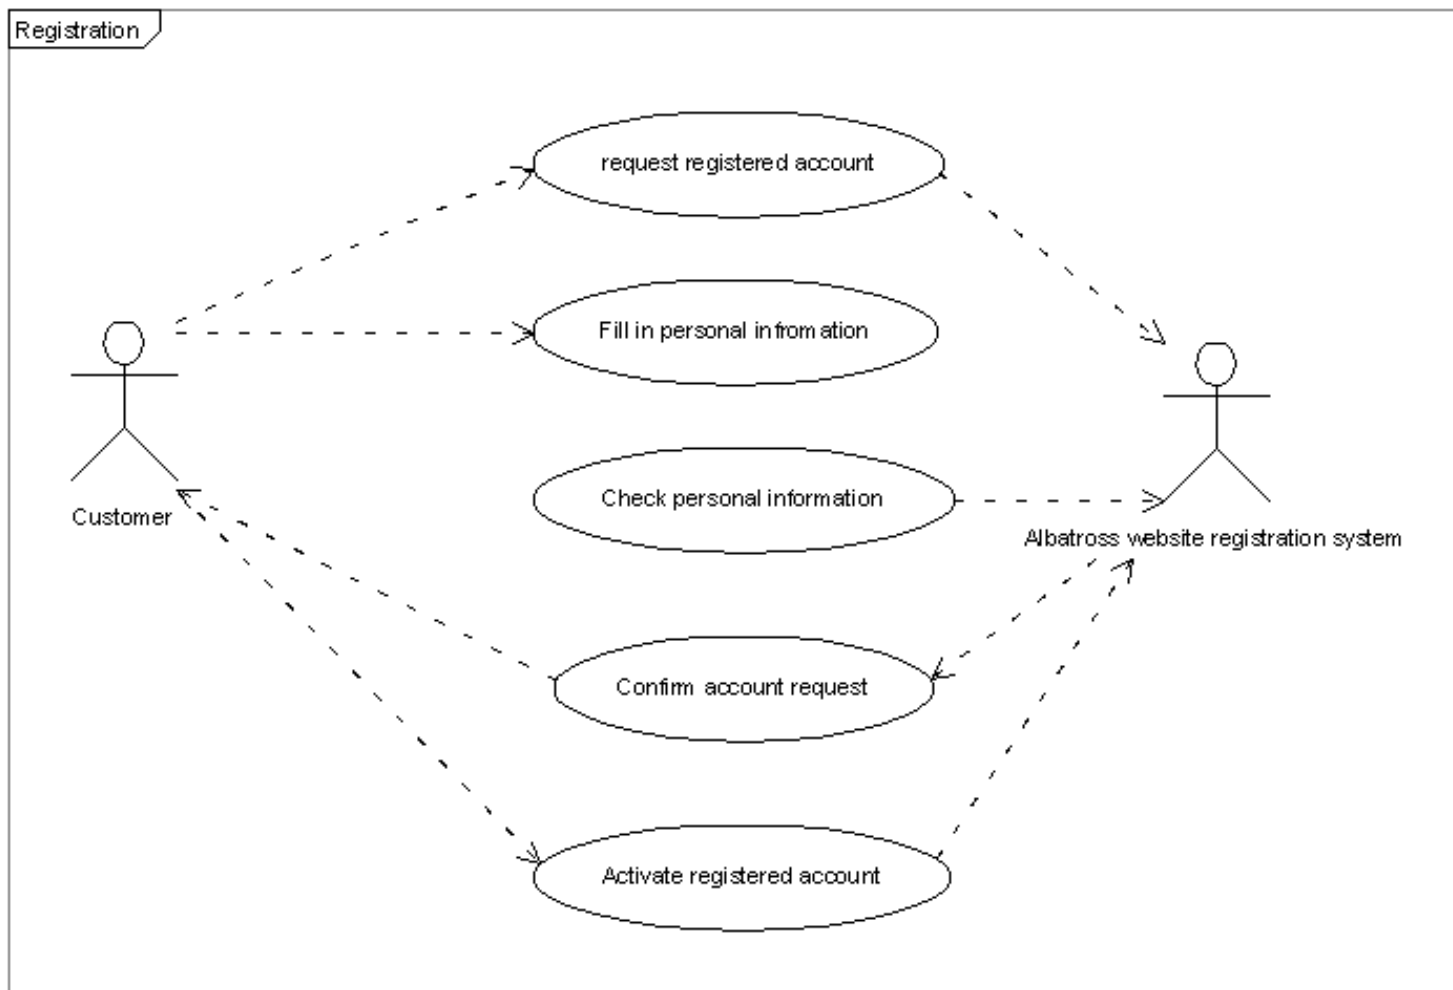 Registration
request registered account
Fill in personal infromation
Check personal information
Customer
Albatross website registration system
Confirm account request
Activate registered account